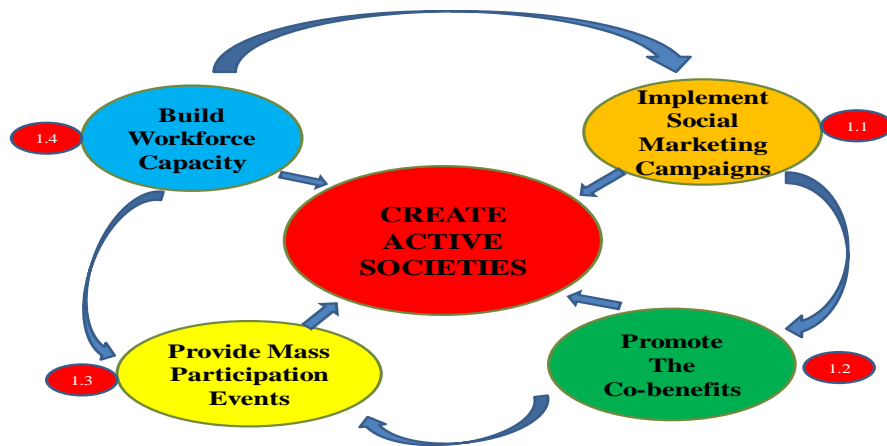 Build
Workforce
Capacity
1.4
Implement
Social
Marketing
Campaigns
1.1
CREATE
ACTIVE
SOCIETIES
Provide Mass
Participation
Events
1.3
Promote
The
Co-benefits
1.2